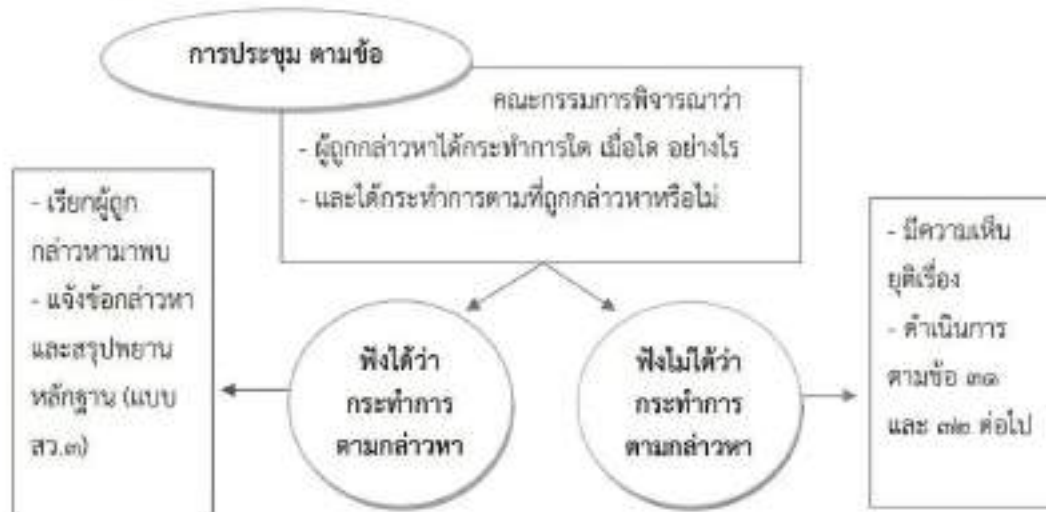 การประชุม ตามข้อ
คณะกรรมการพิจารณาว่า
- ผู้ถูกกล่าวหาได้กระทำการใด เมื่อใด อย่างไร
- และได้กระทำการตามที่ถูกกล่าวหาหรือไม่
- เรียกผู้ถูก
กล่าวหามาพบ
- แจ้งข้อกล่าวหา
และสรุปพยาน
หลักฐาน (แบบ
สว.๓)
ฟังได้ว่า
กระทำการ
ตามกล่าวหา
ฟังไม่ได้ว่า
กระทำการ
ตามกล่าวหา
- มีความเห็น
ยุติเรื่อง
- ดำเนินการ
ตามข้อ ๓๑
และ ๓๒ ต่อไป